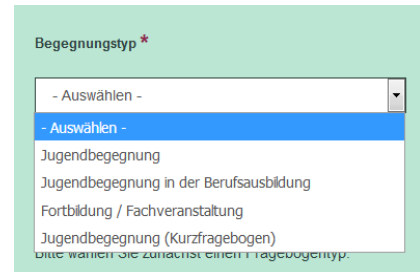 Begegnungstyp *
- Auswählen -
- Auswählen -
Jugendbegegnung
Jugendbegegnung in der Berufsausbildung
Fortbildung / Fachveranstaltung
Jugendbegegnung (Kurzfragebogen)
Bitte wählen Sie zunächst einen Fragebogentyp.